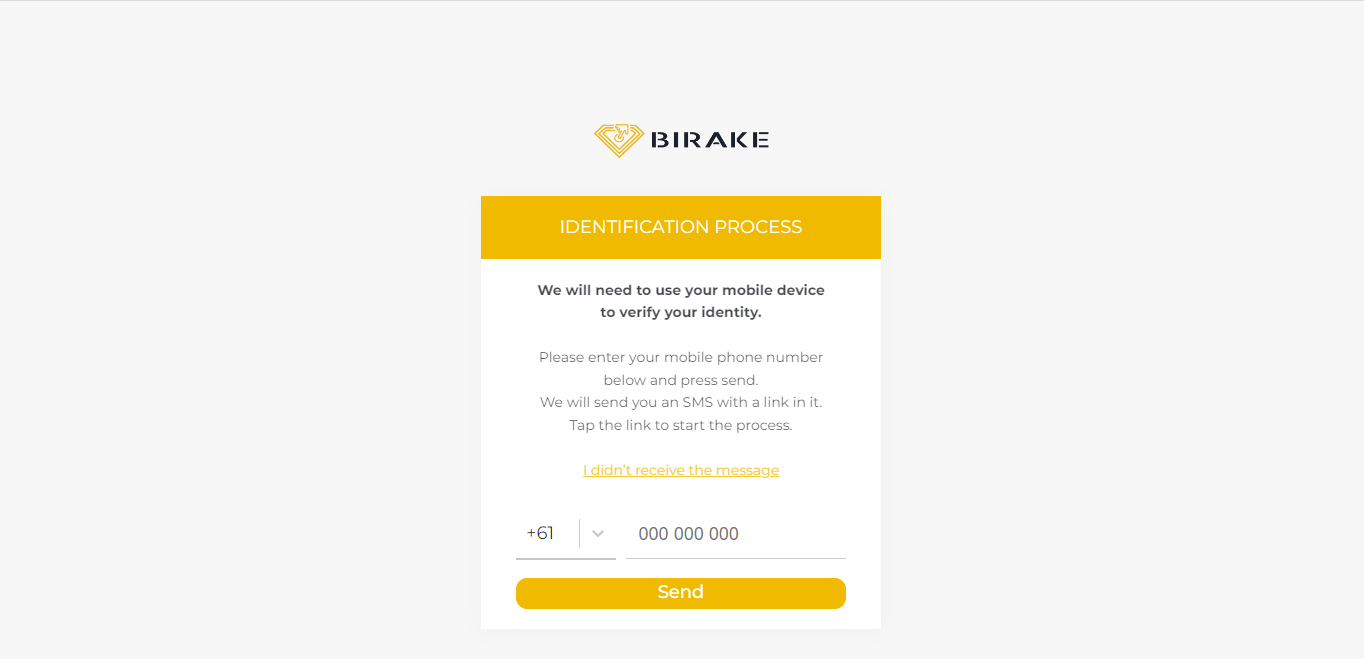 BIRAKE
IDENTIFICATION PROCESS
We will need to use your mobile device
to verify your identity.
Please enter your mobile phone number
below and press send.
We will send you an SMS with a link in it.
Tap the link to start the process.
I didn't receive the message
+61 000 000 000
Send